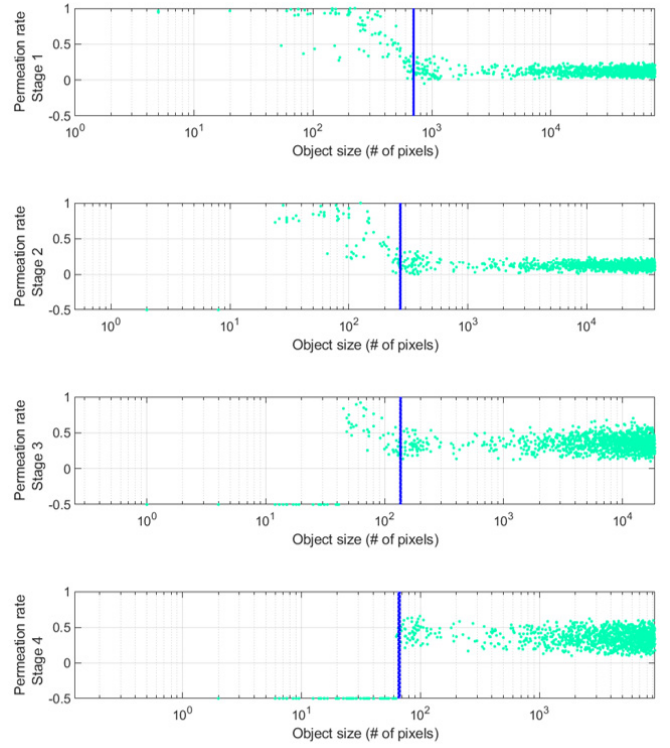 Permeation rate
Stage 1
1
0.5
0
-0.5
10^0 10^1 10^2 10^3 10^4
Object size (# of pixels)
Permeation rate
Stage 2
1
0.5
0
-0.5
10^0 10^1 10^2 10^3 10^4
Object size (# of pixels)
Permeation rate
Stage 3
1
0.5
0
-0.5
10^0 10^1 10^2 10^3 10^4
Object size (# of pixels)
Permeation rate
Stage 4
1
0.5
0
-0.5
10^0 10^1 10^2 10^3
Object size (# of pixels)